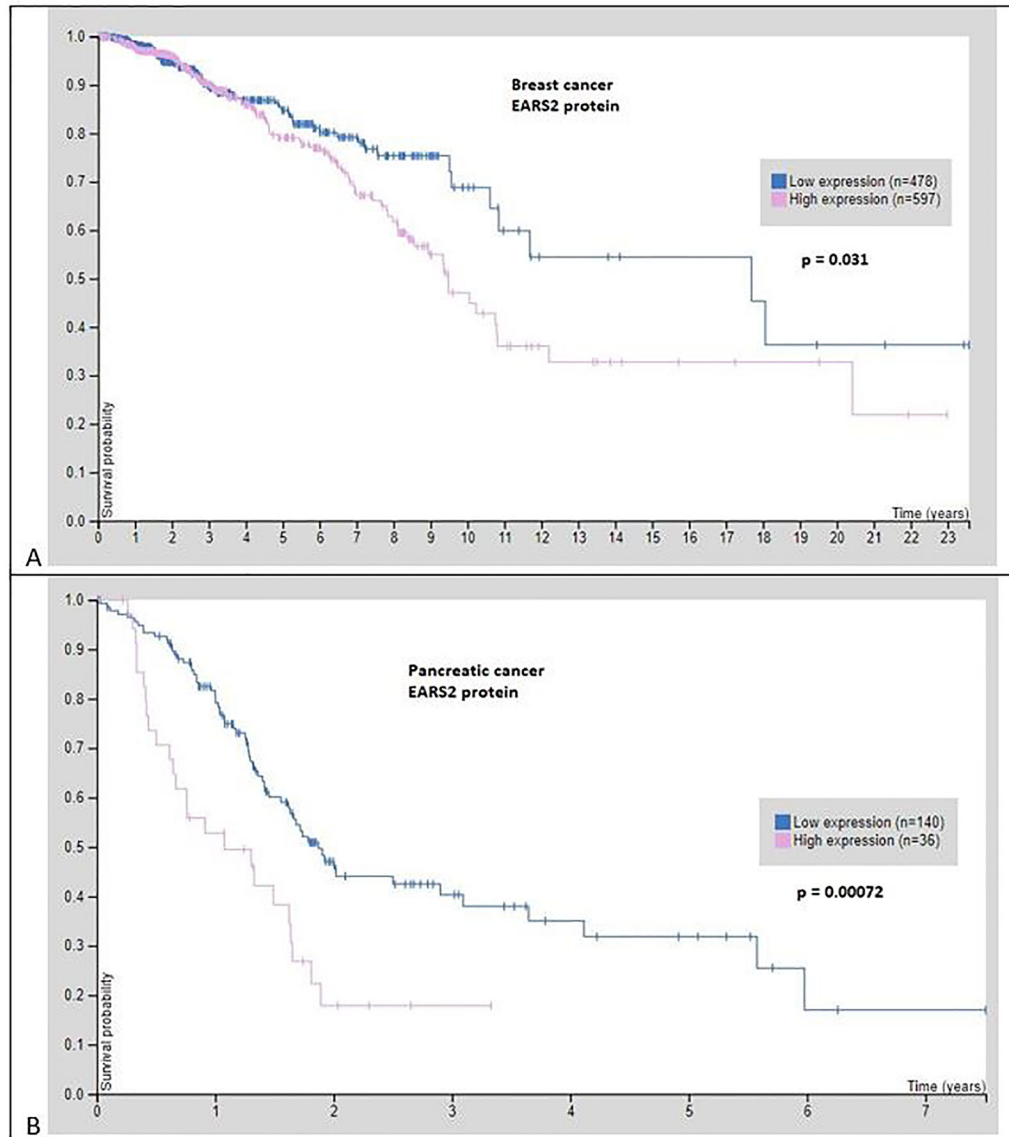 1.0
0.9
0.8
0.7
0.6
0.5
0.4
0.3
0.2
0.1
0.0
Survival probability
Breast cancer
EARS2 protein
Low expression (n=478)
High expression (n=597)
p = 0.031
Time (years)
0 1 2 3 4 5 6 7 8 9 10 11 12 13 14 15 16 17 18 19 20 21 22 23
A
1.0
0.9
0.8
0.7
0.6
0.5
0.4
0.3
0.2
0.1
0.0
Survival probability
Pancreatic cancer
EARS2 protein
Low expression (n=140)
High expression (n=36)
p = 0.00072
Time (years)
0 1 2 3 4 5 6 7
B